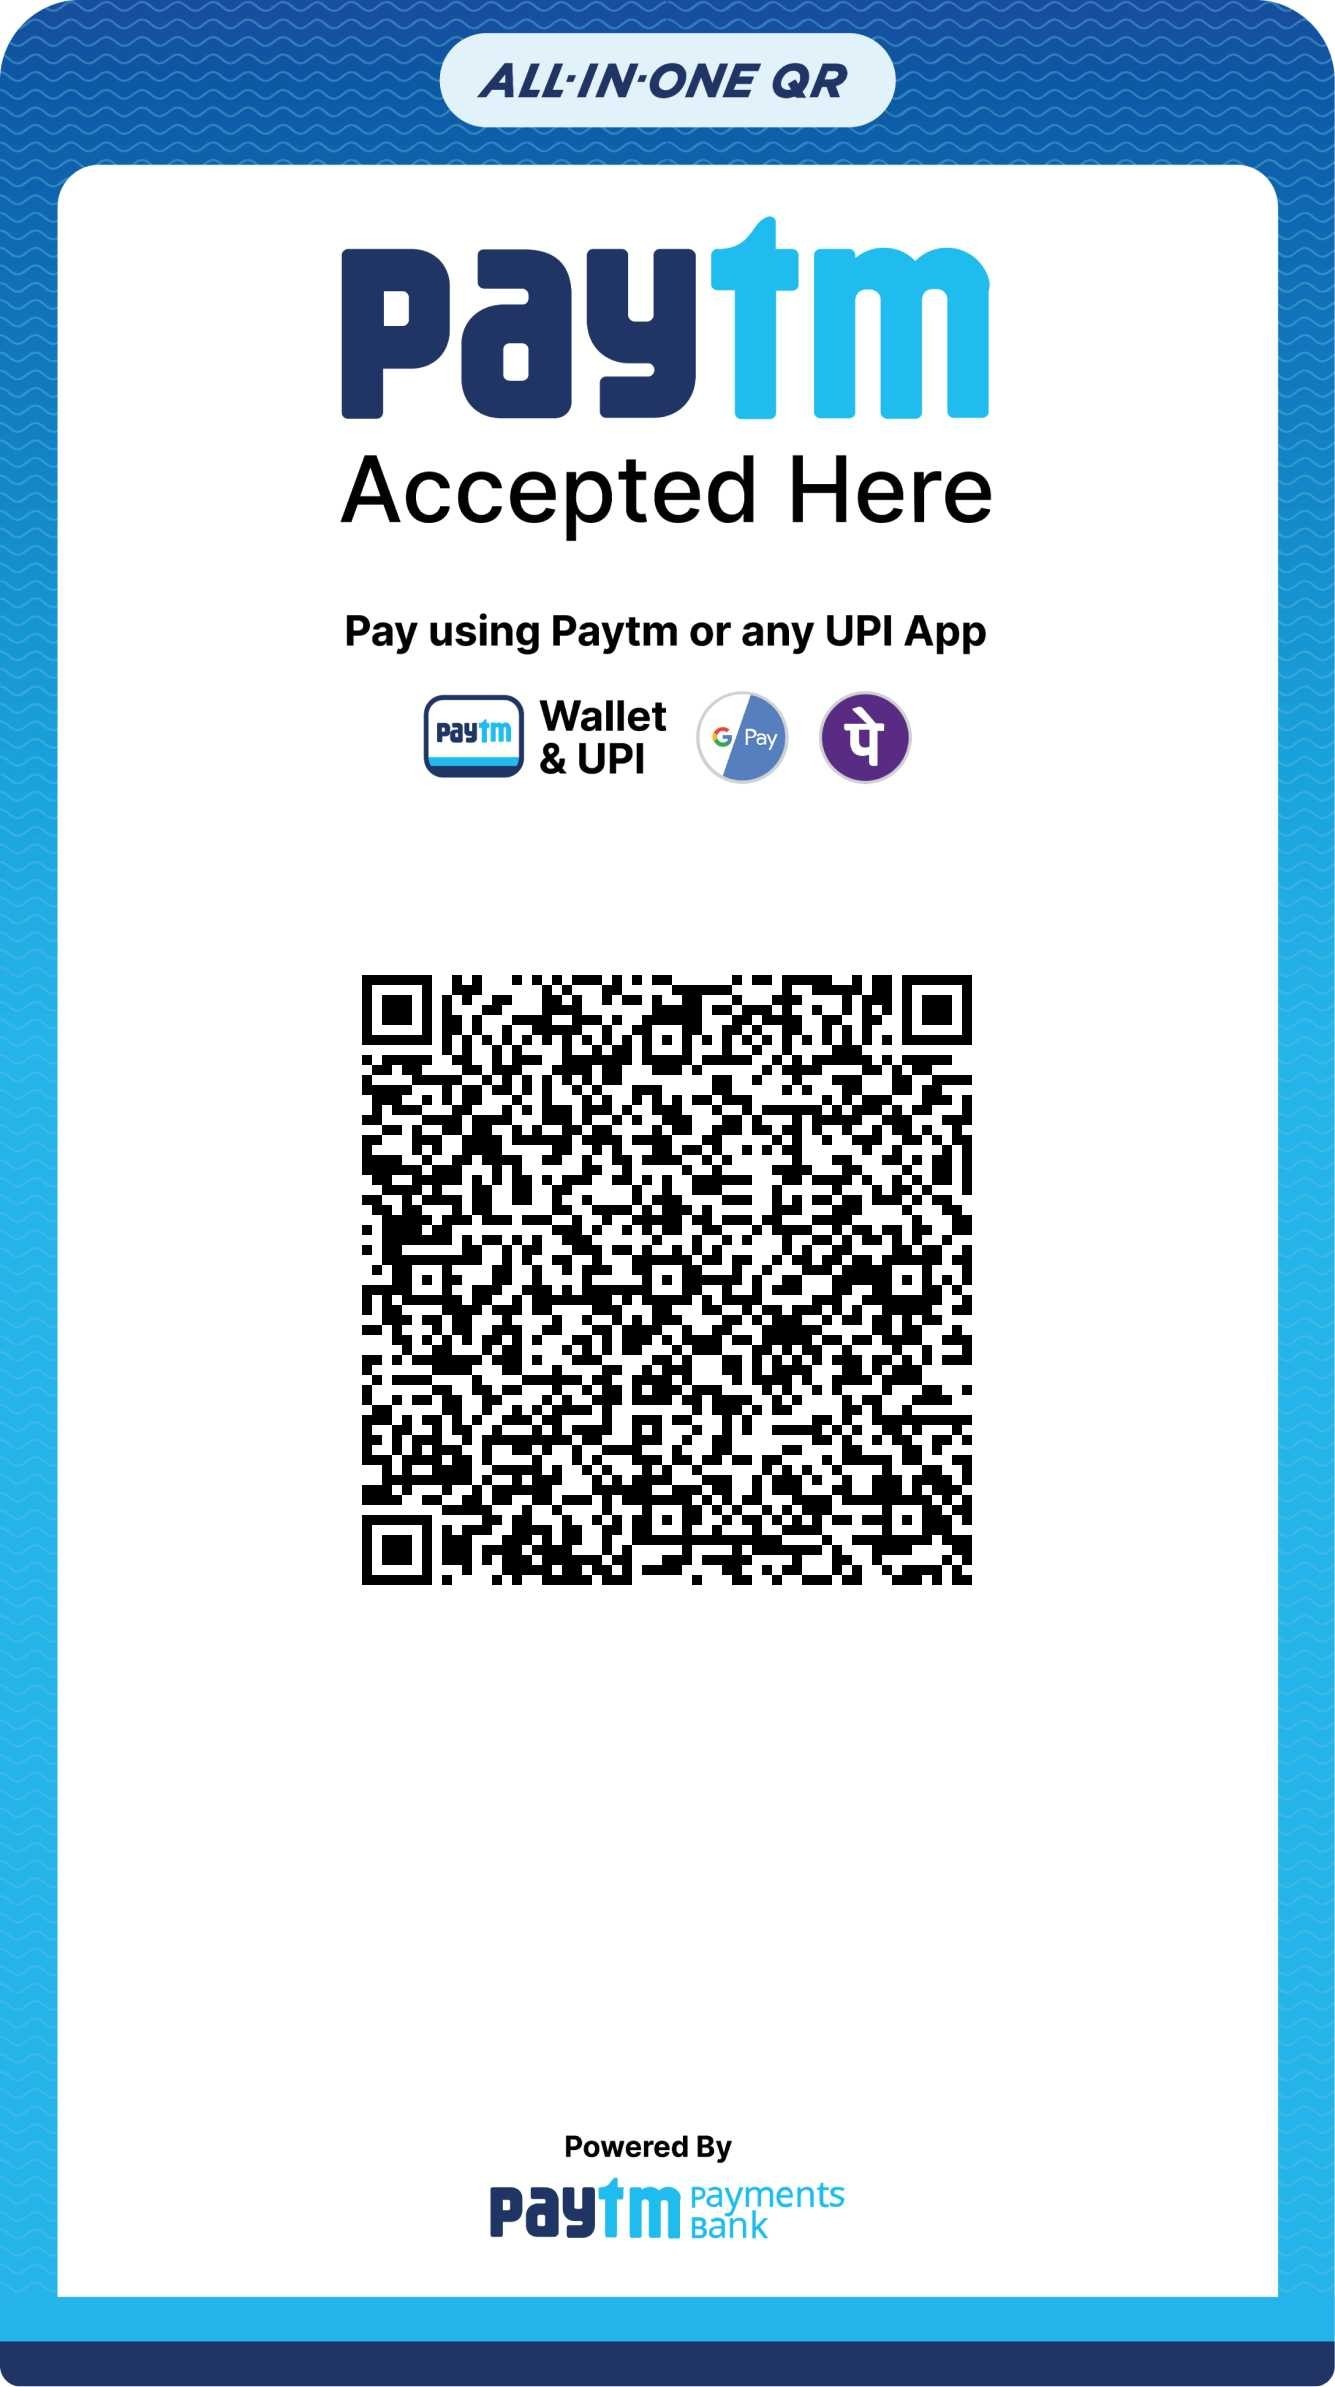 ALL-IN-ONE QR
paytm
Accepted Here
Pay using Paytm or any UPI App
paytm
Wallet
& UPI
G Pay
पे
Powered By
paytm Payments
Bank